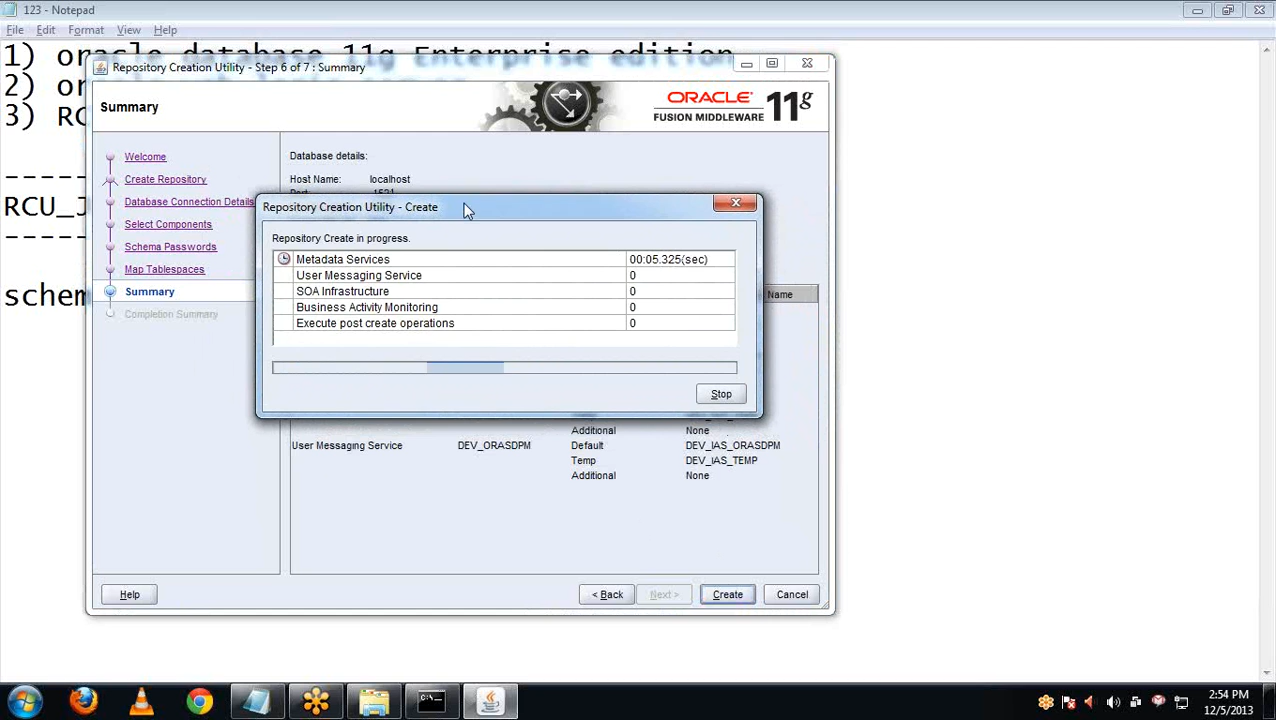 123 - Notepad
File Edit Format View Help
1) oracle database 11g Enterprise edition
2) or
3) RC
-----
RCU_
-----
schem
Repository Creation Utility - Step 6 of 7 : Summary
Summary
ORACLE
FUSION MIDDLEWARE 11g
Welcome
Create Repository
Database Connection Details
Select Components
Schema Passwords
Map Tablespaces
Summary
Completion Summary
Database details:
Host Name: localhost
1521
Name
Repository Creation Utility - Create
Repository Create in progress.
Metadata Services 00:05.325(sec)
User Messaging Service 0
SOA Infrastructure 0
Business Activity Monitoring 0
Execute post create operations 0
Stop
Additional None
User Messaging Service DEV_ORASDPM Default DEV_IAS_ORASDPM
Temp DEV_IAS_TEMP
Additional None
Help < Back Next > Create Cancel
C:\
2:54 PM
12/5/2013